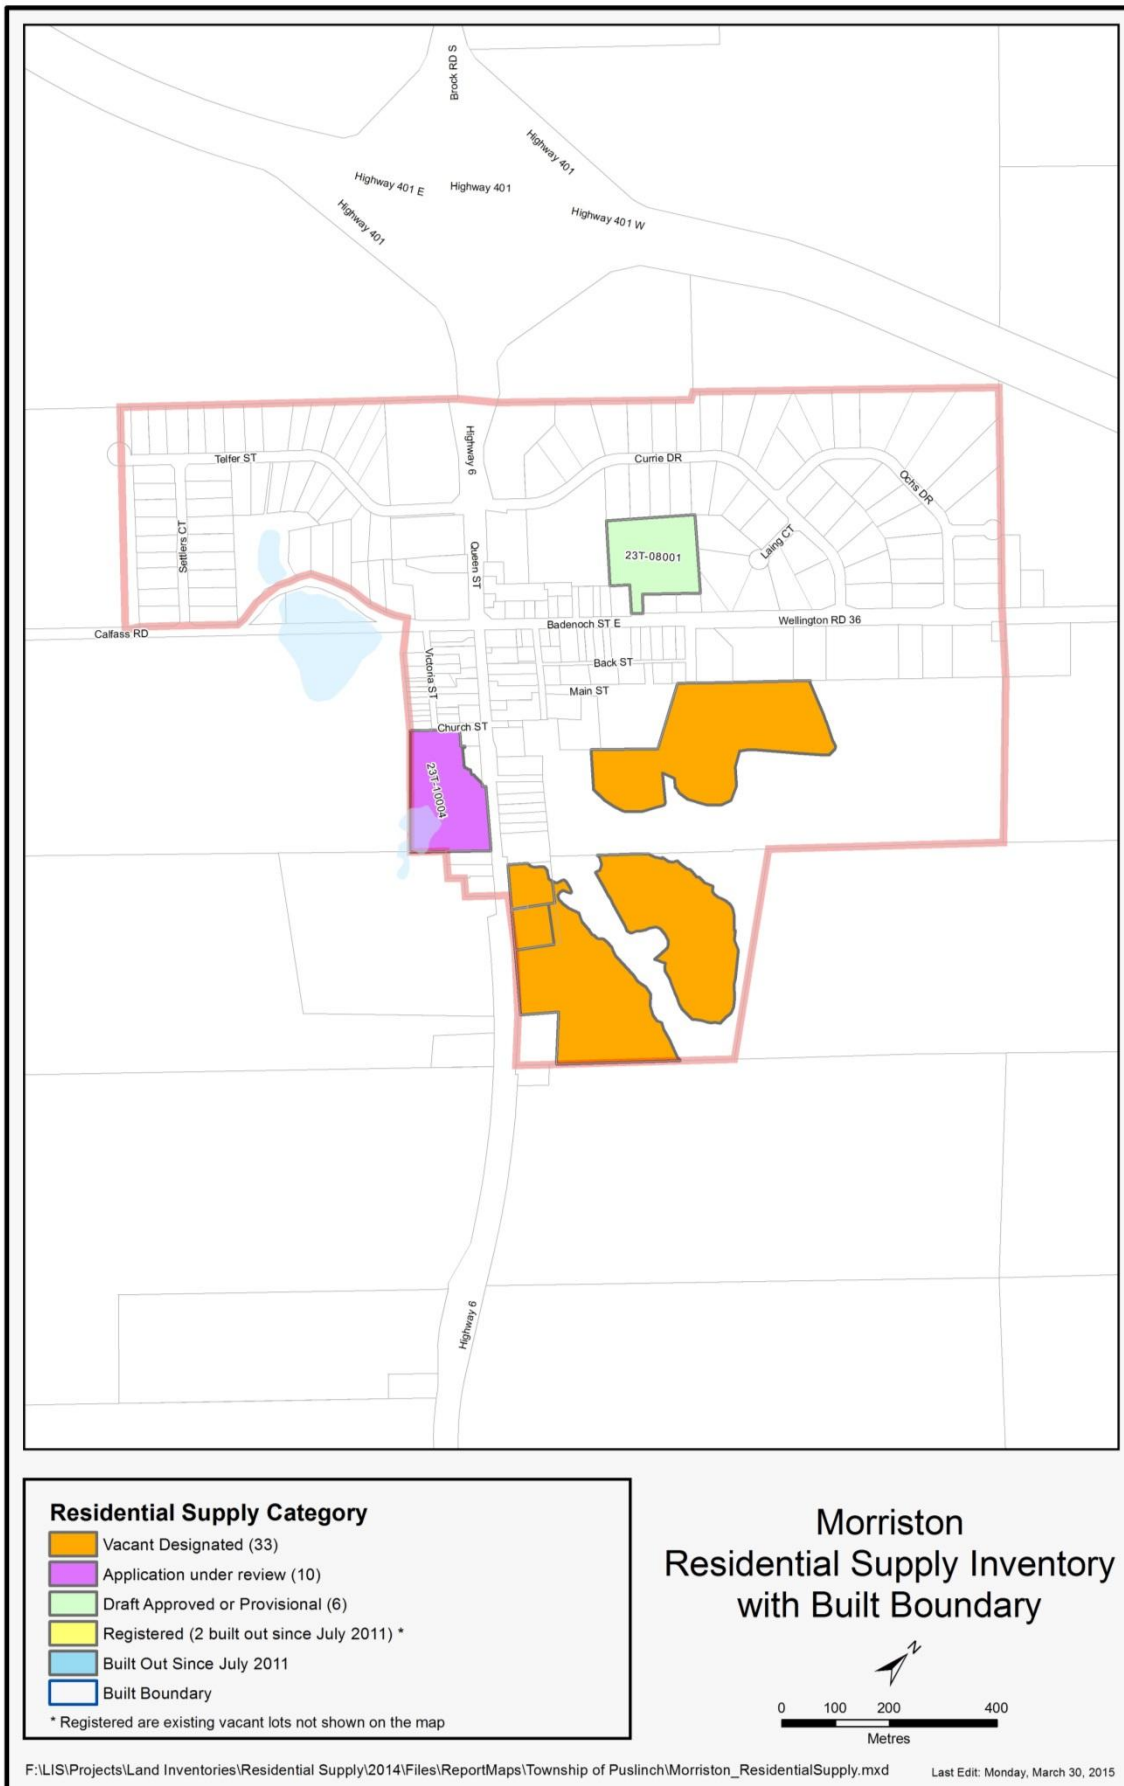 Brock RD S
Highway 401
Highway 401 E
Highway 401
Highway 401 W
Highway 401
Telfer ST
Highway 6
Currie DR
Ochs DR
Settlers CT
Queen ST
23T-08001
Laing CT
Calfass RD
Badenoch ST E
Wellington RD 36
Victoria ST
Back ST
Main ST
Church ST
23T-10004
Highway 6
Residential Supply Category
Vacant Designated (33)
Application under review (10)
Draft Approved or Provisional (6)
Registered (2 built out since July 2011) *
Built Out Since July 2011
Built Boundary
* Registered are existing vacant lots not shown on the map
Morriston
Residential Supply Inventory
with Built Boundary
N
0 100 200 400
Metres
F:\LIS\Projects\Land Inventories\Residential Supply\2014\Files\ReportMaps\Township of Puslinch\Morriston_ResidentialSupply.mxd
Last Edit: Monday, March 30, 2015